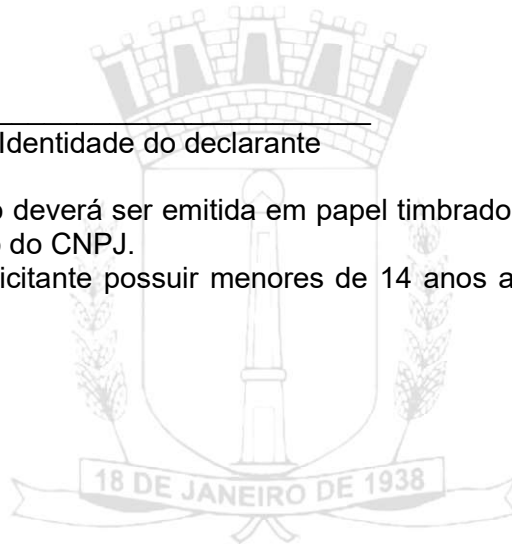 Identidade do declarante
o deverá ser emitida em papel timbrado
o do CNPJ.
icitante possuir menores de 14 anos a
18 DE JANEIRO DE 1938